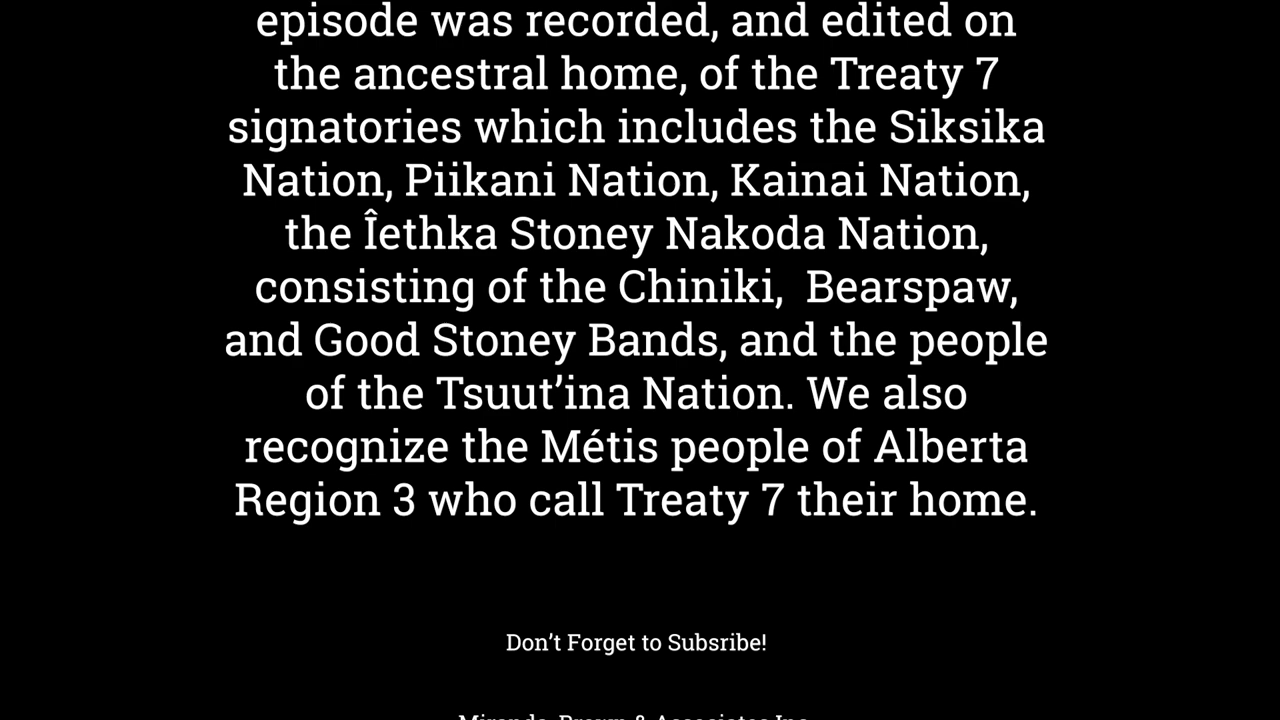 episode was recorded, and edited on
the ancestral home, of the Treaty 7
signatories which includes the Siksika
Nation, Piikani Nation, Kainai Nation,
the Îethka Stoney Nakoda Nation,
consisting of the Chiniki,  Bearspaw,
and Good Stoney Bands, and the people
of the Tsuut’ina Nation. We also
recognize the Métis people of Alberta
Region 3 who call Treaty 7 their home.
Don’t Forget to Subsribe!